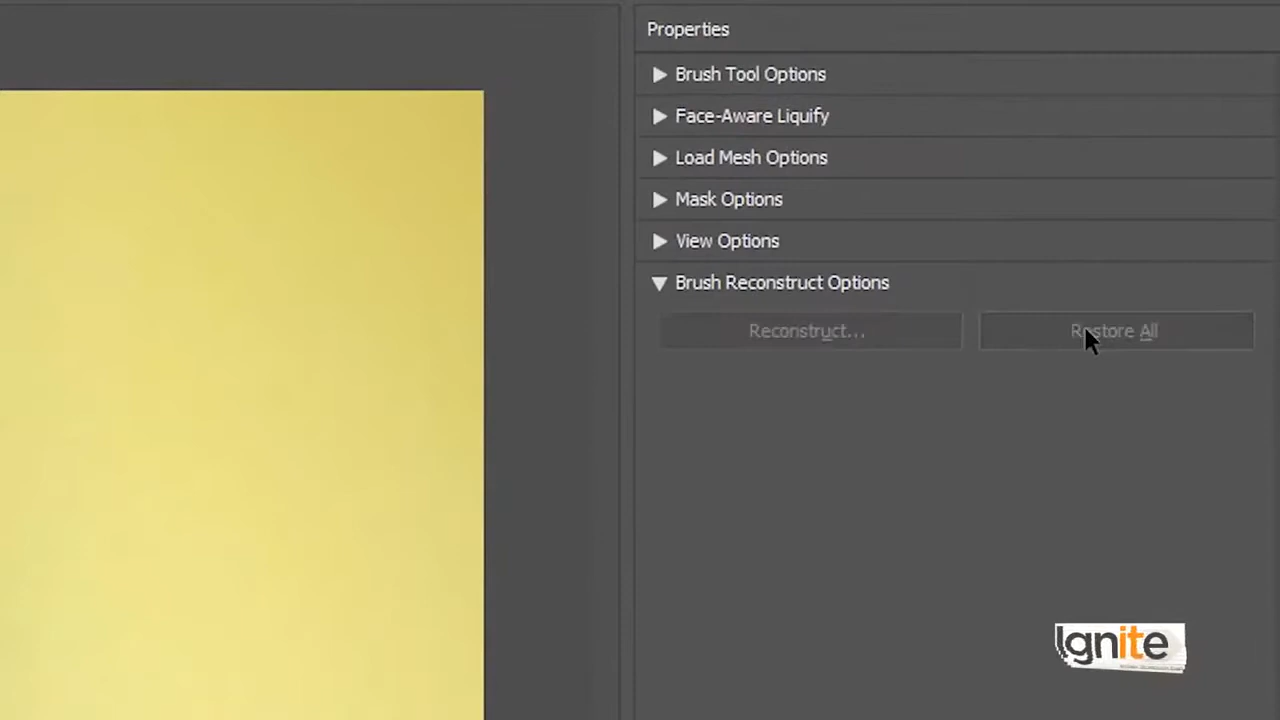 Properties
Brush Tool Options
Face-Aware Liquify
Load Mesh Options
Mask Options
View Options
Brush Reconstruct Options
Reconstruct...
Restore All
Ignite